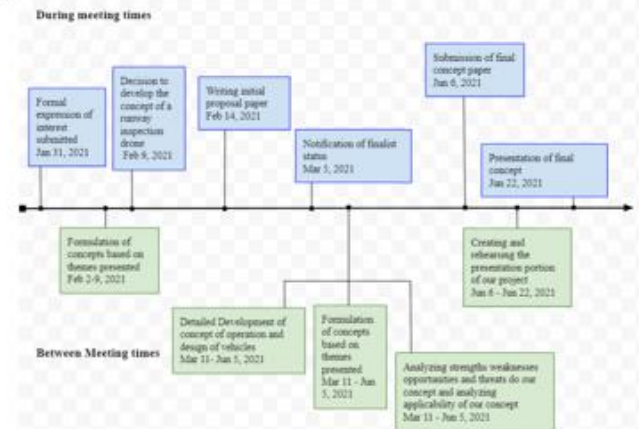 During meeting times
Formal
expression of
interest
submitted
Jan 31, 2021
Decision to
develop the
concept of a
runway
inspection
drone
Feb 9, 2021
Writing initial
proposal paper
Feb 14, 2021
Notification of finalist
status
Mar 5, 2021
Submission of final
concept paper
Jun 6, 2021
Presentation of final
concept
Jun 22, 2021
Formulation of
concepts based on
themes presented
Feb 2-9, 2021
Creating and
rehearsing the
presentation portion
of our project
Jun 6 - Jun 22, 2021
Between Meeting times
Detailed Development of
concept of operation and
design of vehicles
Mar 11- Jun 5, 2021
Formulation
of concepts
based on
themes
presented
Mar 11 - Jun
5, 2021
Analyzing strengths weaknesses
opportunities and threats do our
concept and analyzing
applicability of our concept
Mar 11 - Jun 5, 2021